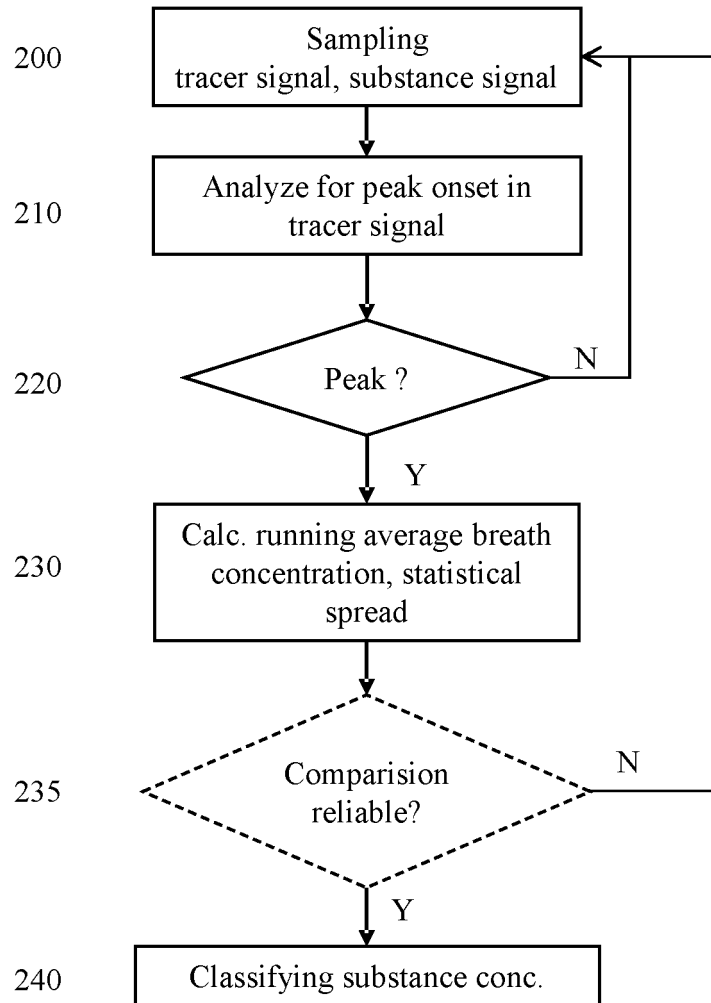 200
Sampling
tracer signal, substance signal
210
Analyze for peak onset in
tracer signal
220
Peak ?
N
Y
230
Calc. running average breath
concentration, statistical
spread
235
Comparision
reliable?
N
Y
240
Classifying substance conc.